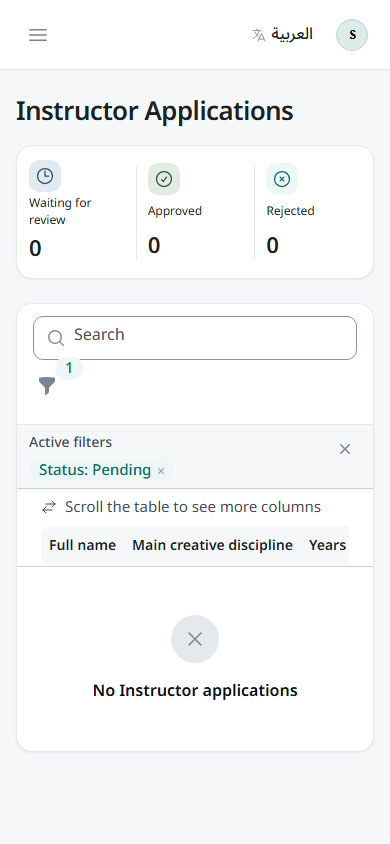 العربية
S
Instructor Applications
Waiting for
review
0
Approved
0
Rejected
0
Search
1
Active filters
Status: Pending ×
Scroll the table to see more columns
Full name Main creative discipline Years
No Instructor applications